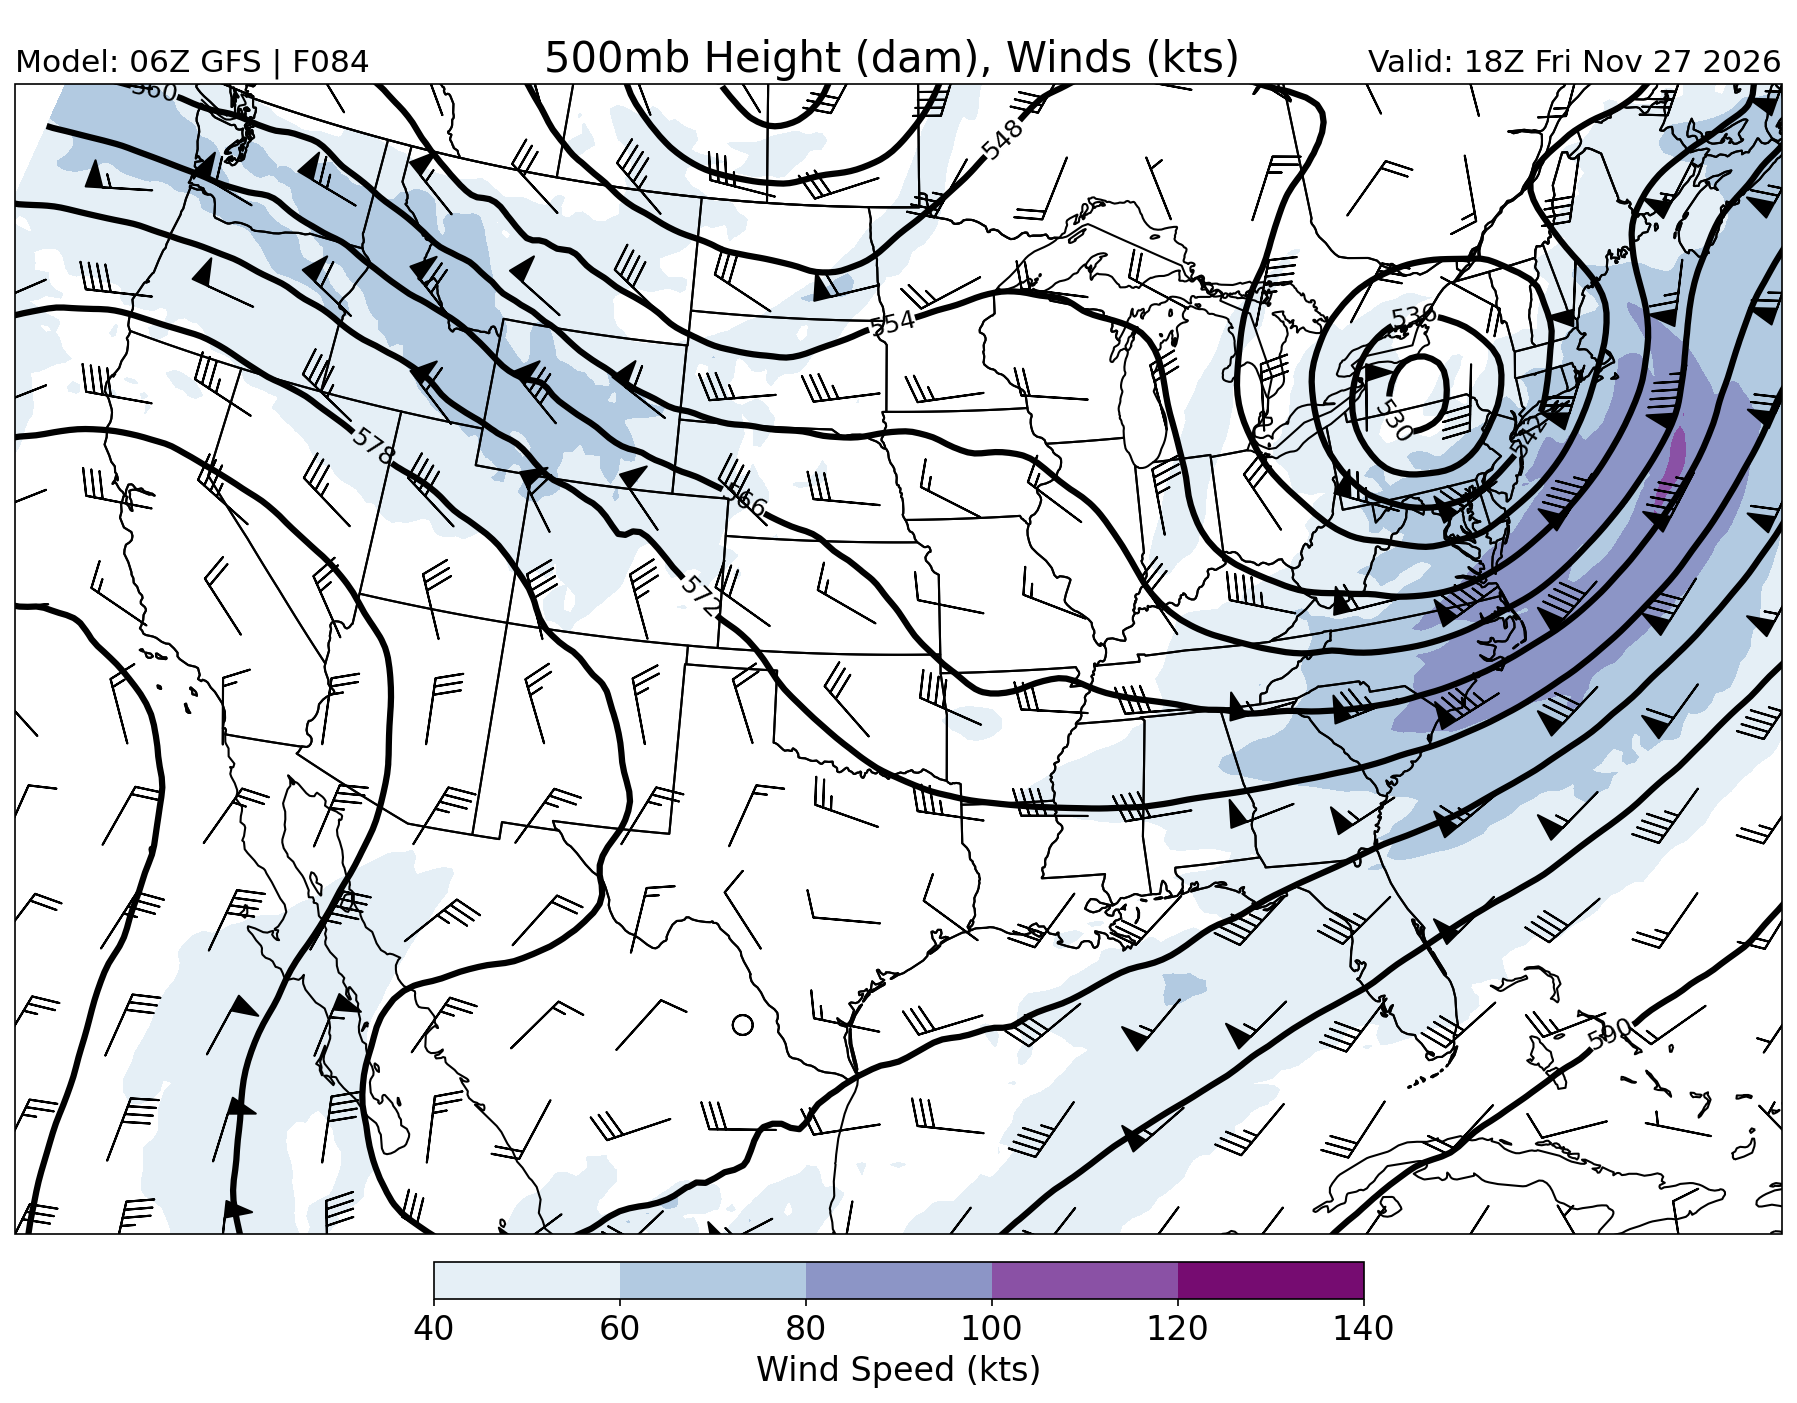 Model: 06Z GFS | F084
500mb Height (dam), Winds (kts)
Valid: 18Z Fri Nov 27 2026
560
548
554
536
530
542
578
566
572
590
40 60 80 100 120 140
Wind Speed (kts)